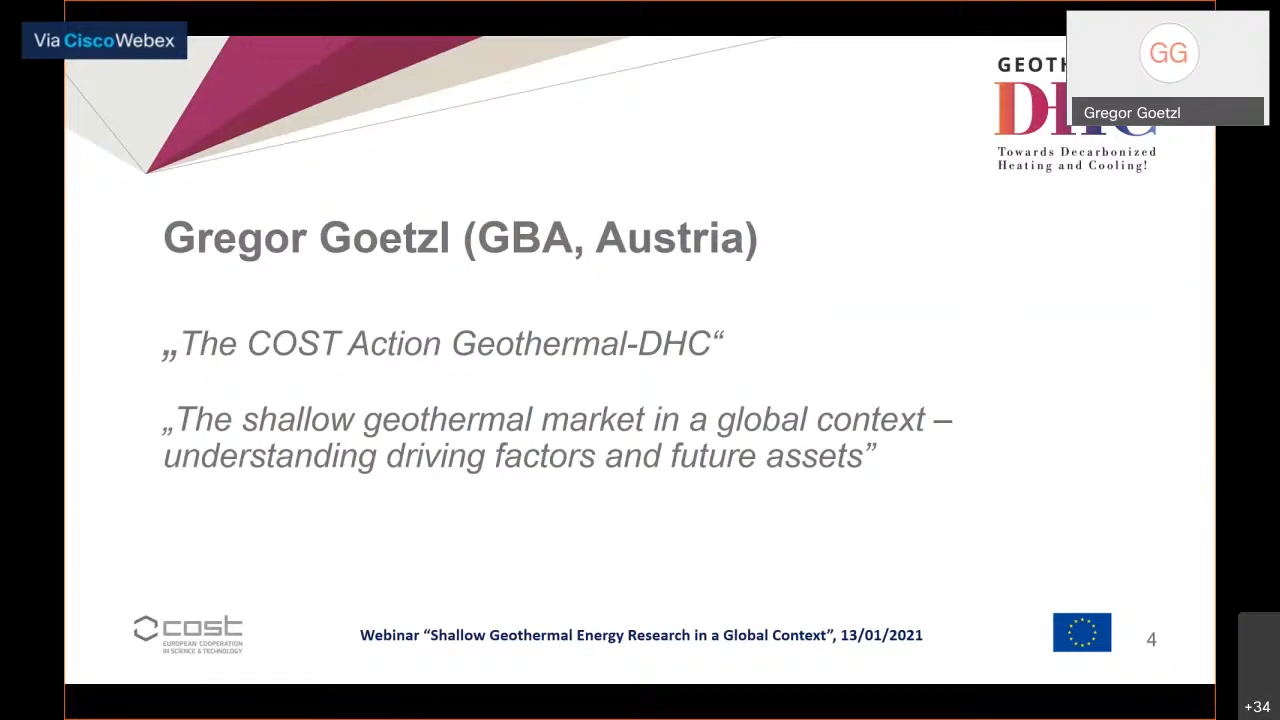 Via Cisco Webex
GEOTH
DHC
Towards Decarbonized
Heating and Cooling!
GG
Gregor Goetzl
Gregor Goetzl (GBA, Austria)
„The COST Action Geothermal-DHC“
„The shallow geothermal market in a global context –
understanding driving factors and future assets”
cost
EUROPEAN COOPERATION
IN SCIENCE & TECHNOLOGY
Webinar “Shallow Geothermal Energy Research in a Global Context”, 13/01/2021
4
+34